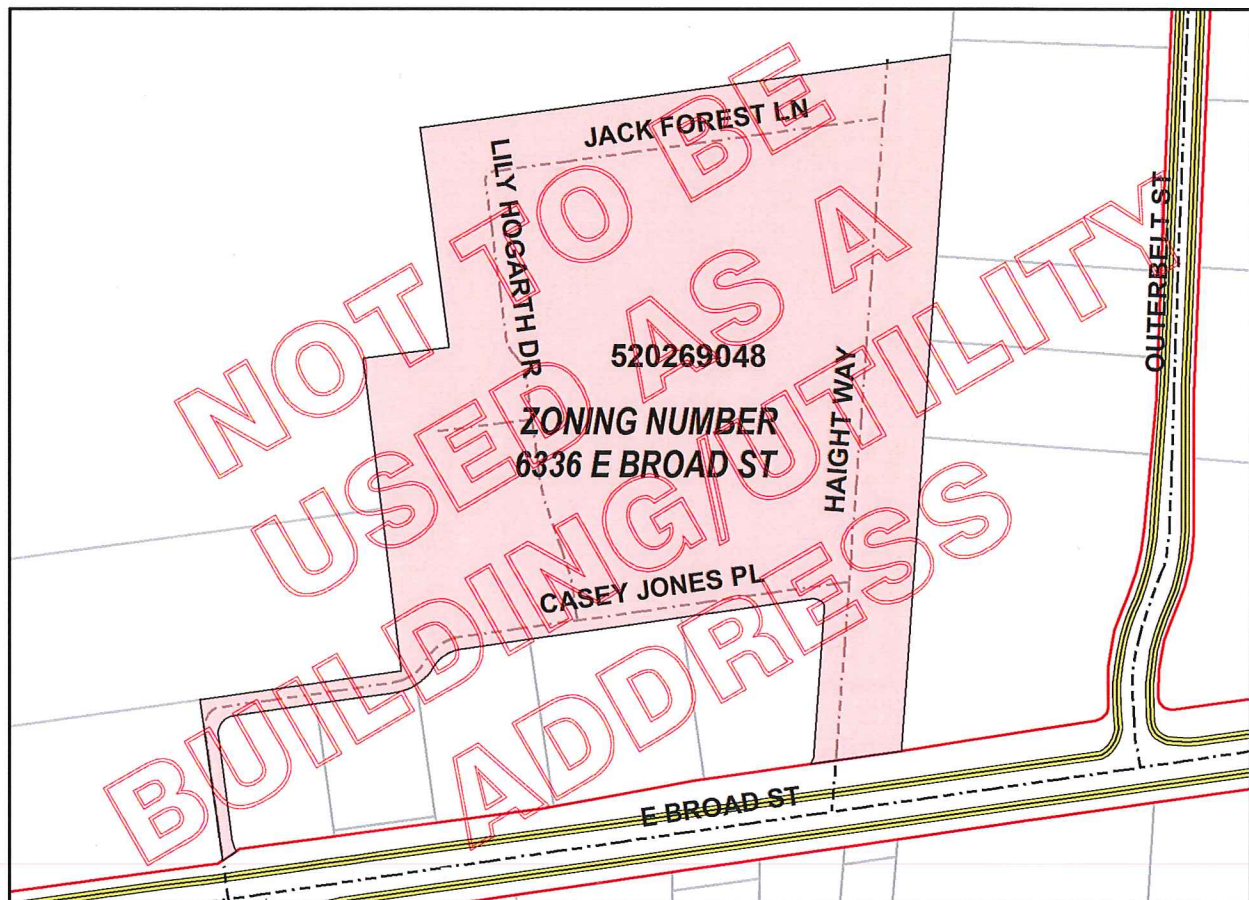 JACK FOREST LN
LILY HOGARTH DR
OUTERBELT ST
520269048
HAIGHT WAY
ZONING NUMBER
6336 E BROAD ST
CASEY JONES PL
E BROAD ST
NOT TO BE
USED AS A
BUILDING/UTILITY
ADDRESS